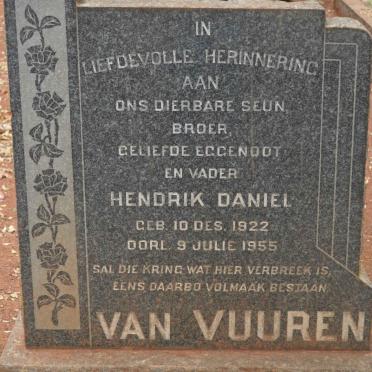 IN
LIEFDEVOLLE HERINNERING
AAN
ONS DIERBARE SEUN,
BROER,
GELIEFDE EGGENOOT
EN VADER
HENDRIK DANIEL
GEB. 10 DES. 1922
OORL. 9 JULIE 1955
SAL DIE KRING WAT HIER VERBREEK IS,
EENS DAARBO VOLMAAK BESTAAN
VAN VUUREN